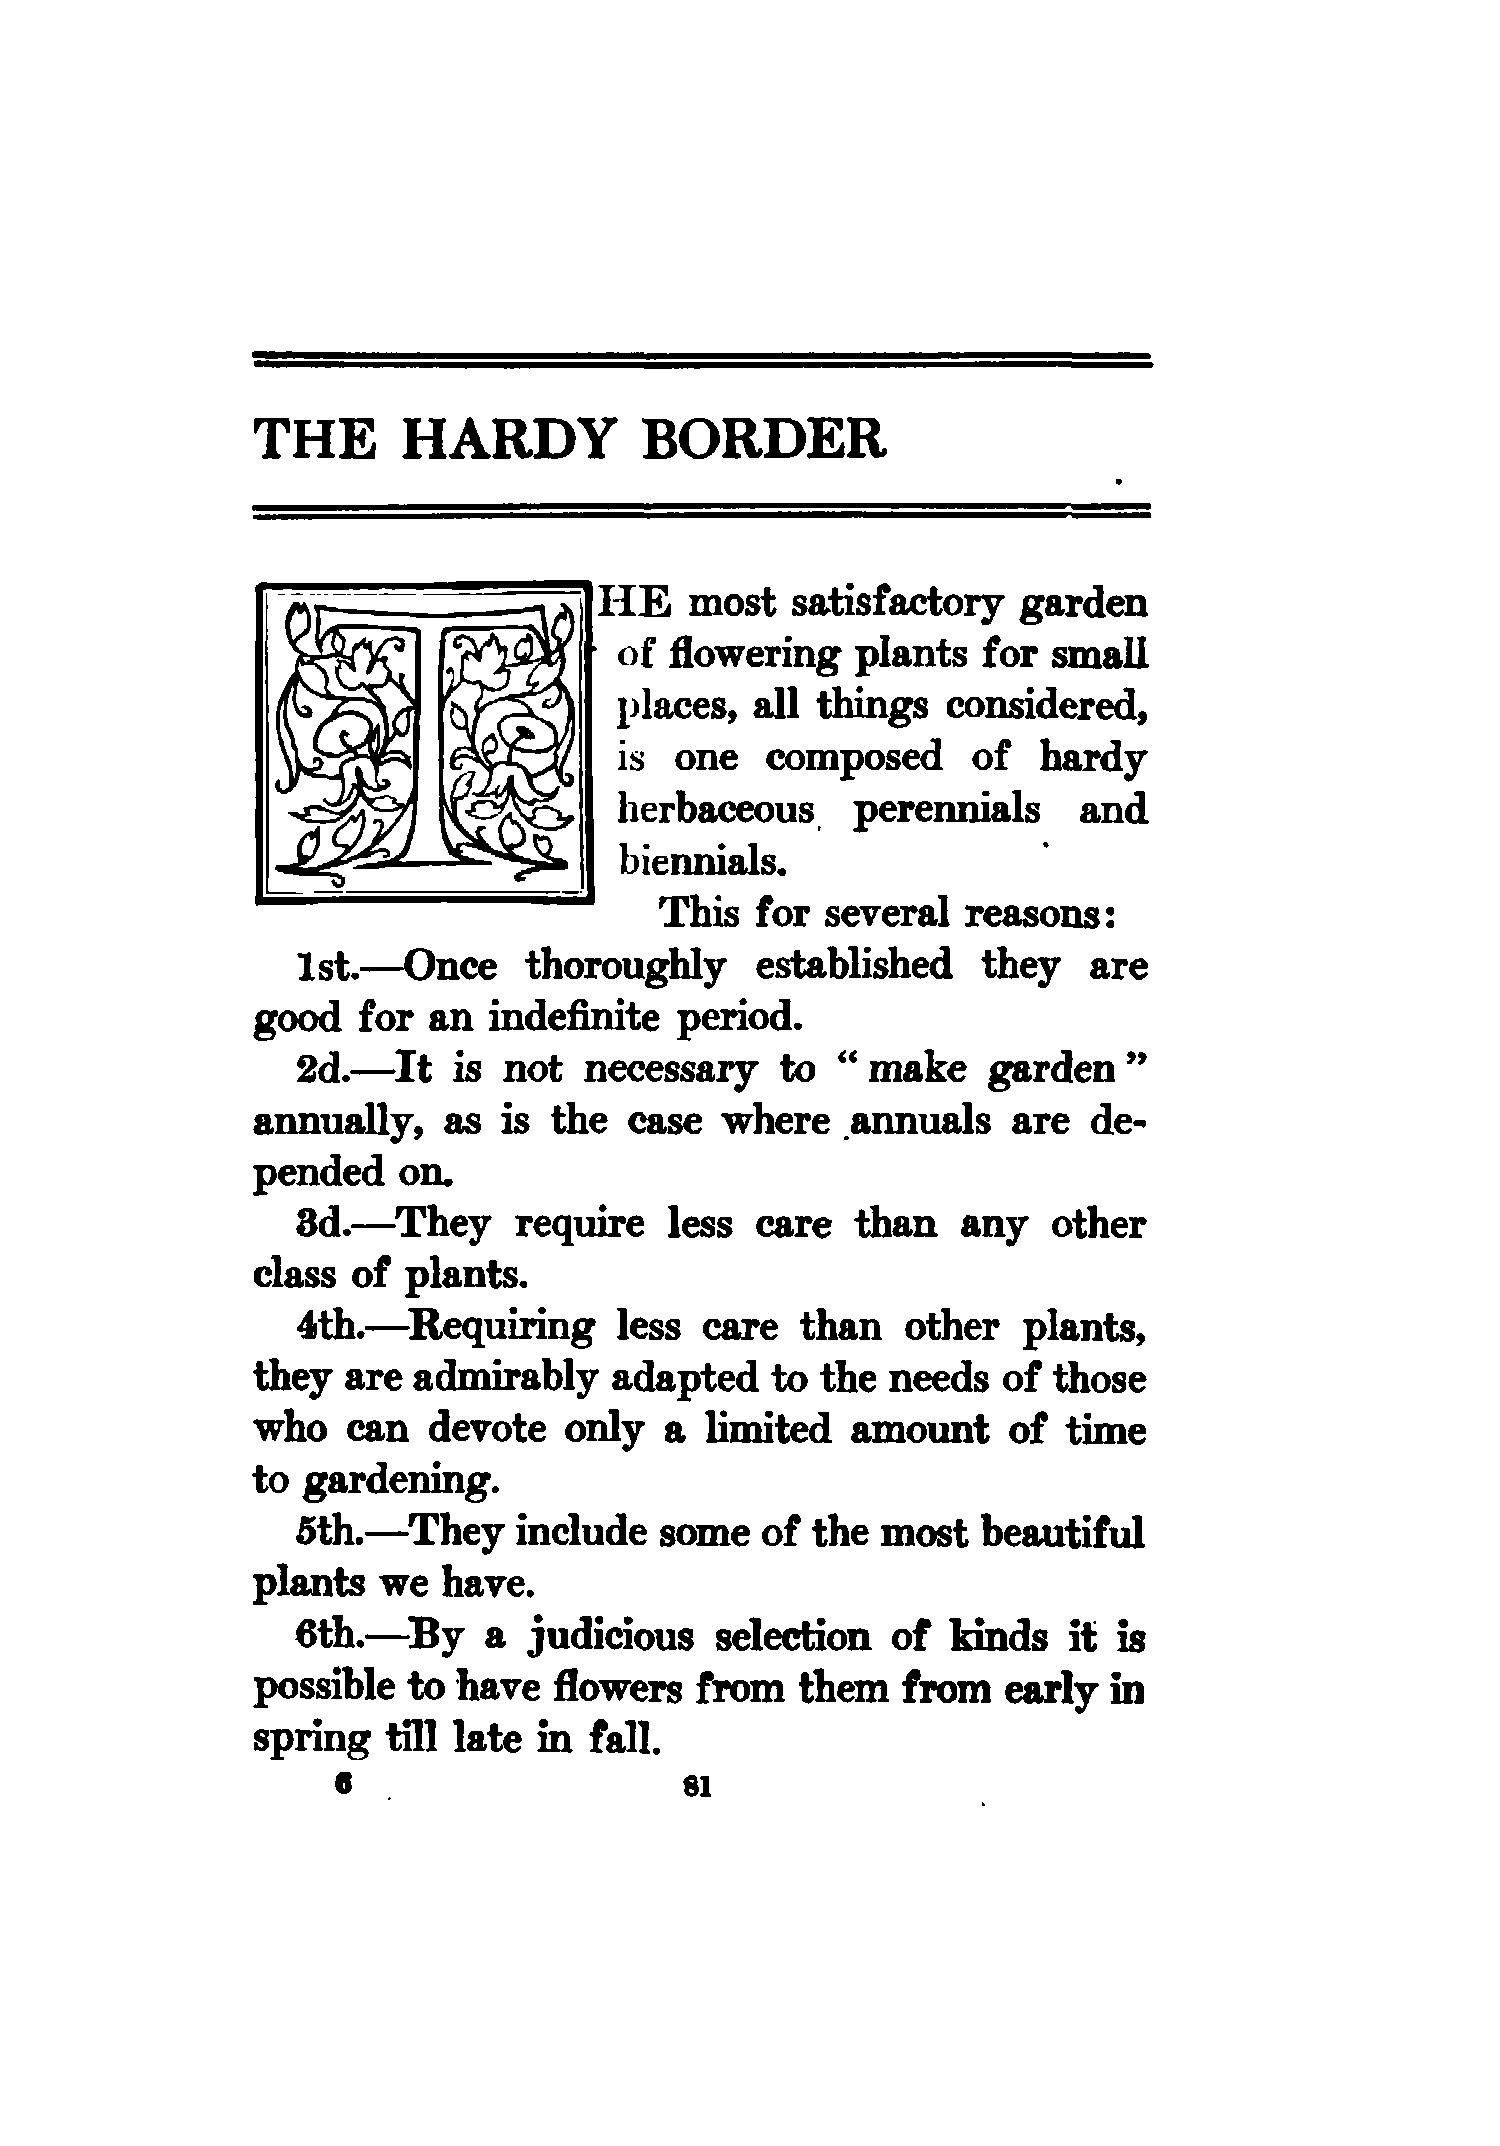 THE HARDY BORDER
THE most satisfactory garden
of flowering plants for small
places, all things considered,
is one composed of hardy
herbaceous perennials and
biennials.
This for several reasons:
1st.—Once thoroughly established they are
good for an indefinite period.
2d.—It is not necessary to “make garden”
annually, as is the case where annuals are de-
pended on.
3d.—They require less care than any other
class of plants.
4th.—Requiring less care than other plants,
they are admirably adapted to the needs of those
who can devote only a limited amount of time
to gardening.
5th.—They include some of the most beautiful
plants we have.
6th.—By a judicious selection of kinds it is
possible to have flowers from them from early in
spring till late in fall.
6 81